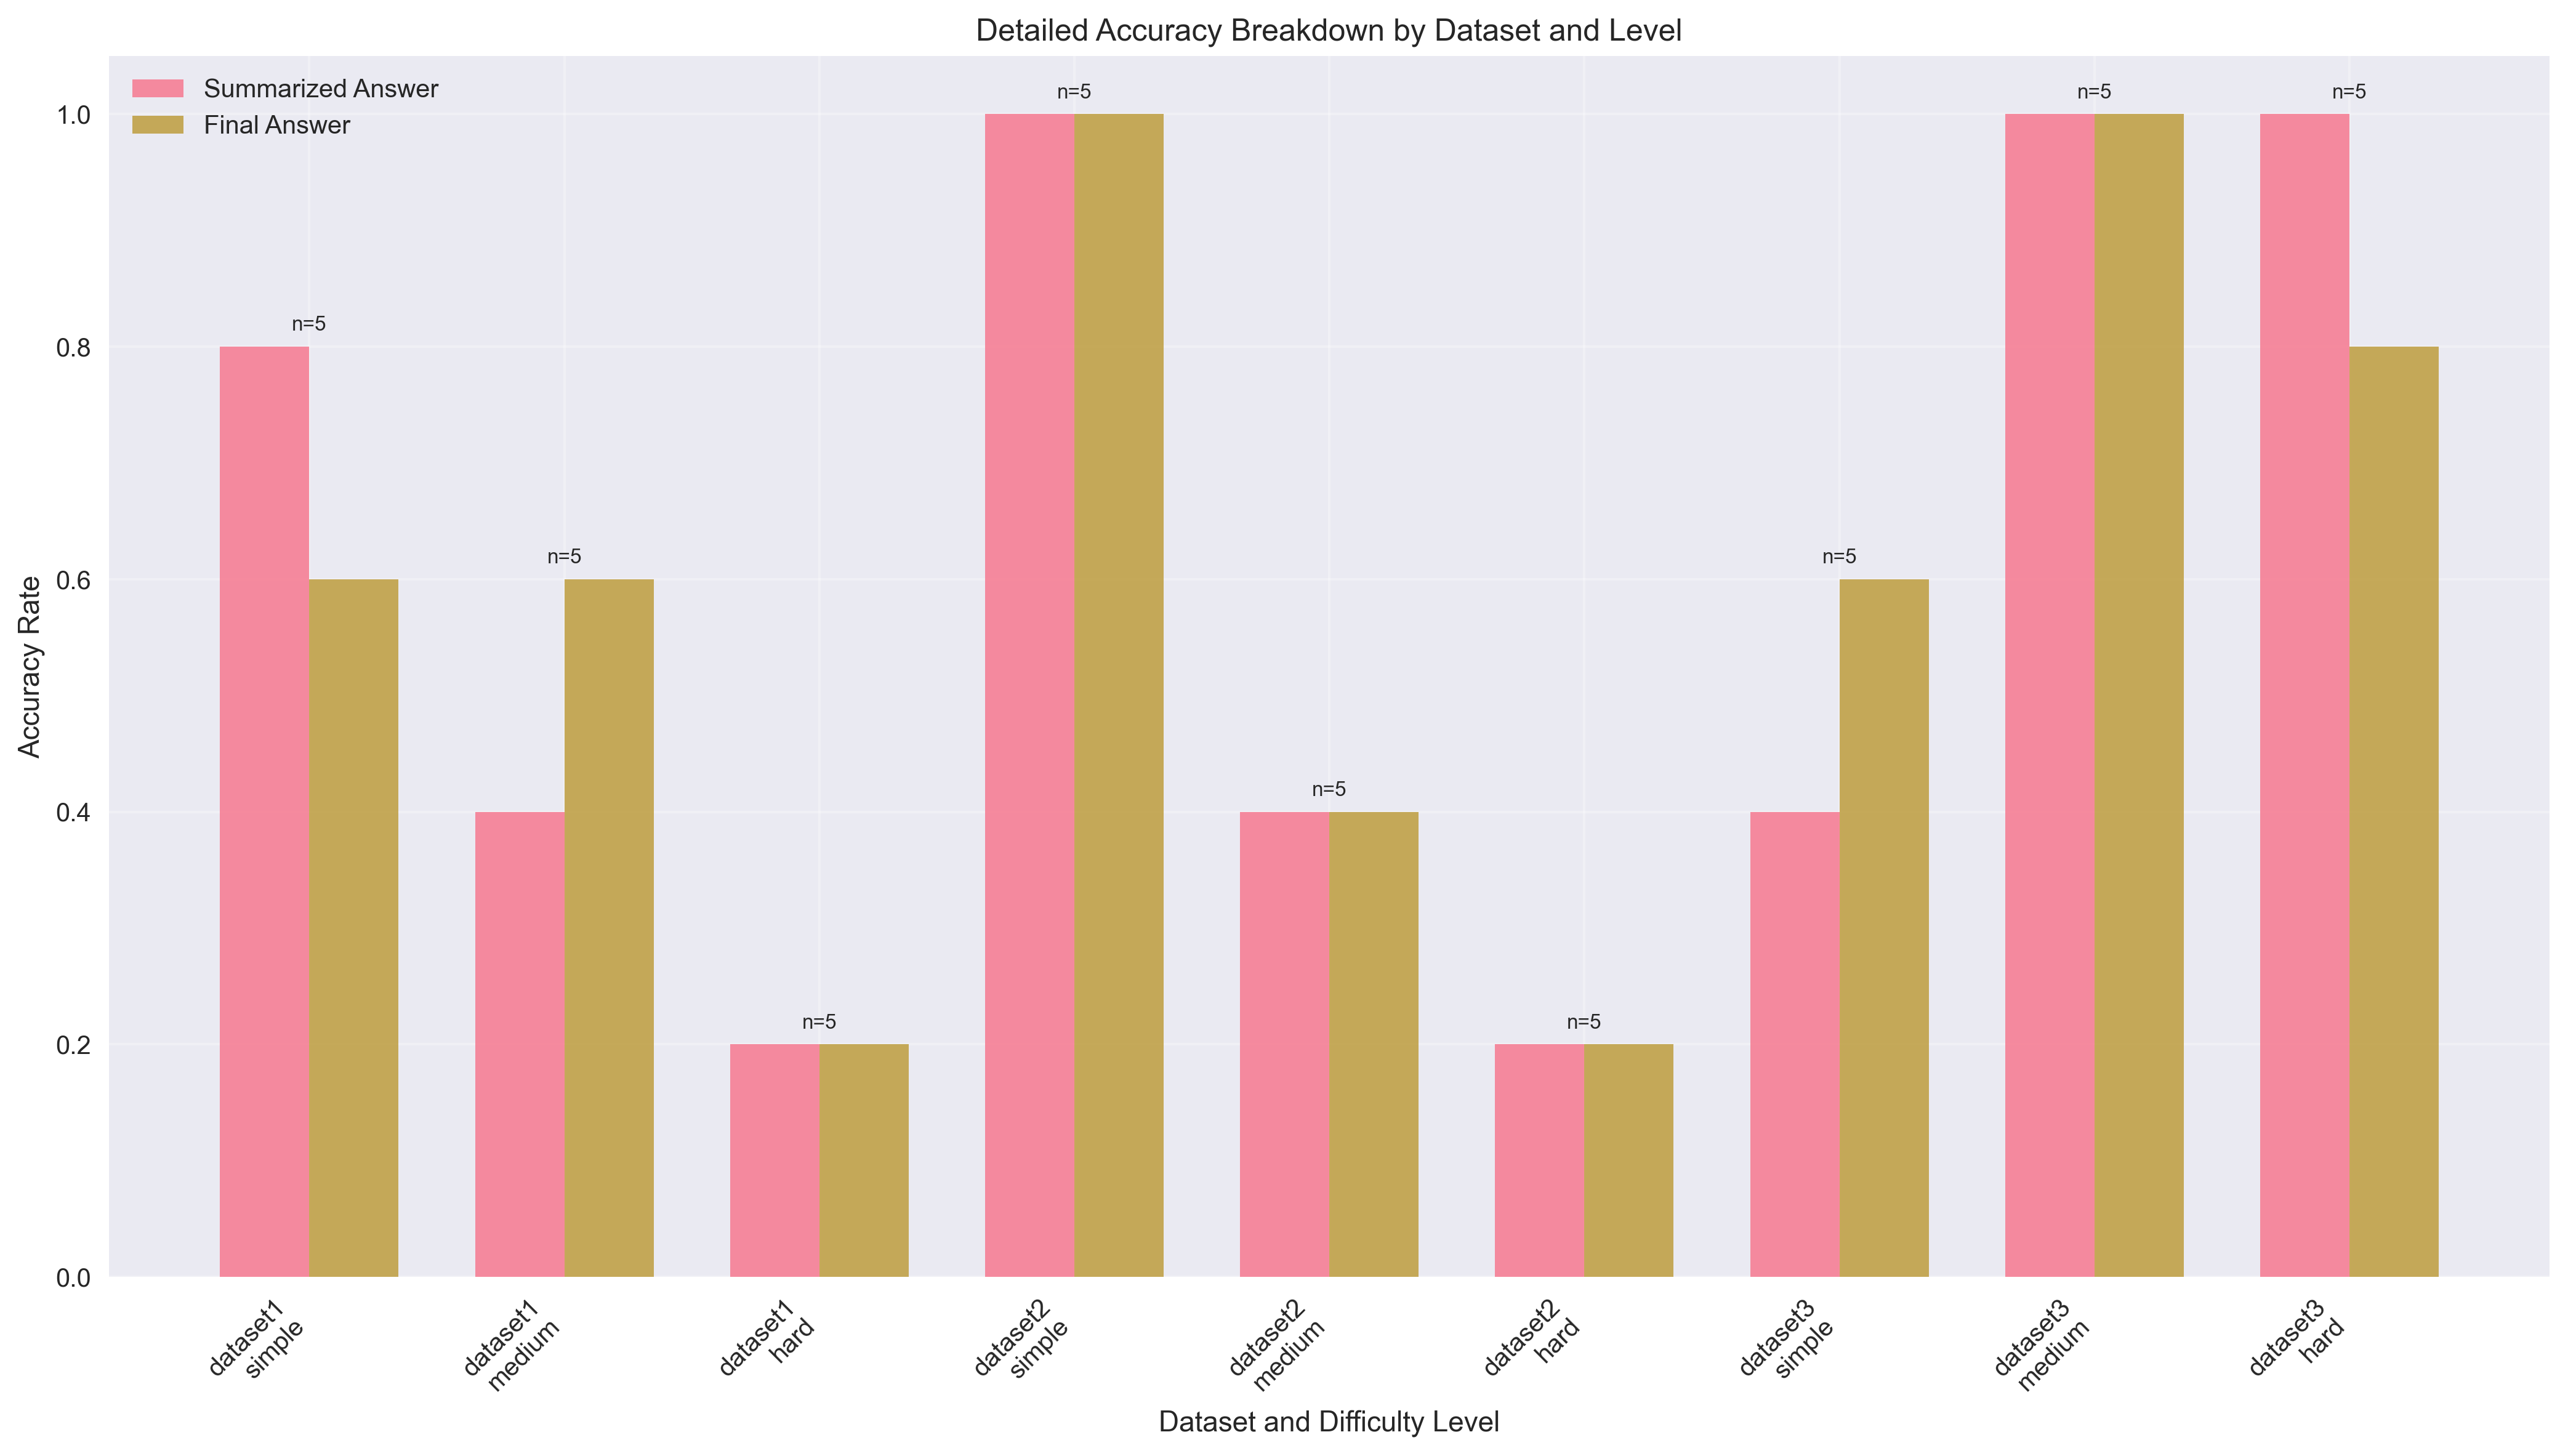 Detailed Accuracy Breakdown by Dataset and Level
Summarized Answer
Final Answer
Accuracy Rate
1.0
0.8
0.6
0.4
0.2
0.0
n=5
n=5
n=5
n=5
n=5
n=5
n=5
n=5
n=5
dataset1
simple
dataset1
medium
dataset1
hard
dataset2
simple
dataset2
medium
dataset2
hard
dataset3
simple
dataset3
medium
dataset3
hard
Dataset and Difficulty Level